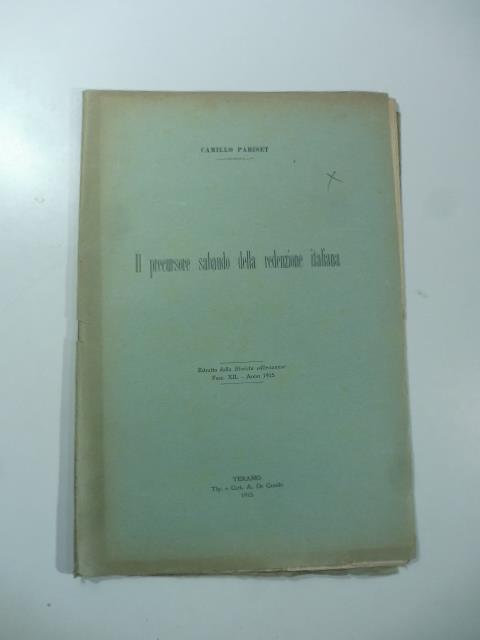 CAMILLO PARISET
Il precursore sabaudo della redenzione italiana
Estratto dalla Rivista Abruzzese
Fasc. XII. - Anno 1915
TERAMO
Tip. e Cart. A. De Carolis
1915